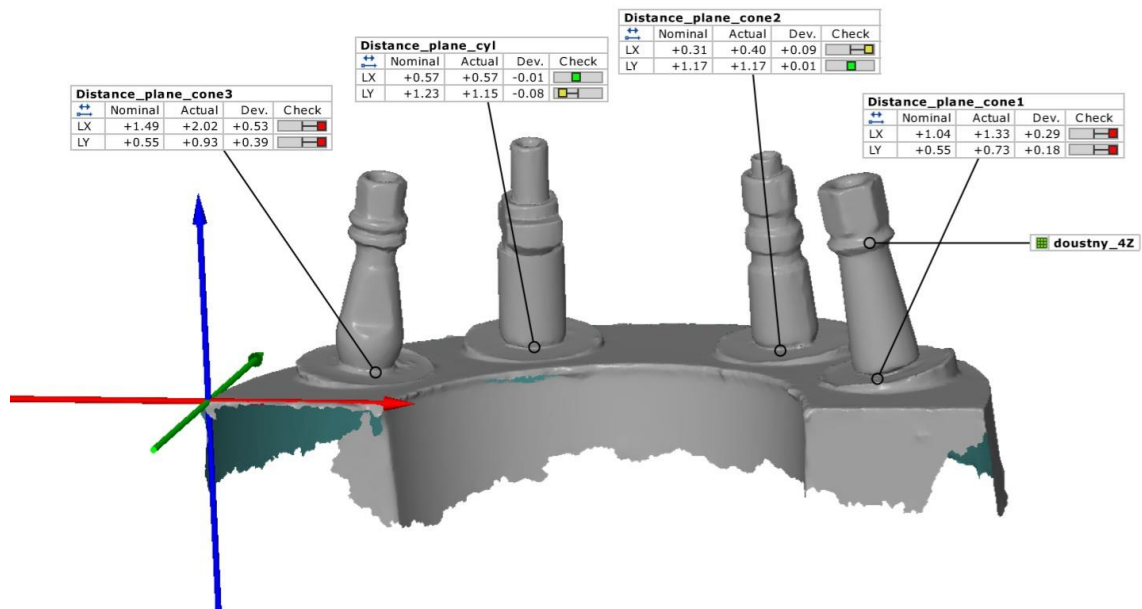 Distance_plane_cone2
Nominal Actual Dev. Check
LX +0.31 +0.40 +0.09
LY +1.17 +1.17 +0.01
Distance_plane_cyl
Nominal Actual Dev. Check
LX +0.57 +0.57 -0.01
LY +1.23 +1.15 -0.08
Distance_plane_cone3
Nominal Actual Dev. Check
LX +1.49 +2.02 +0.53
LY +0.55 +0.93 +0.39
Distance_plane_cone1
Nominal Actual Dev. Check
LX +1.04 +1.33 +0.29
LY +0.55 +0.73 +0.18
doustny_4Z